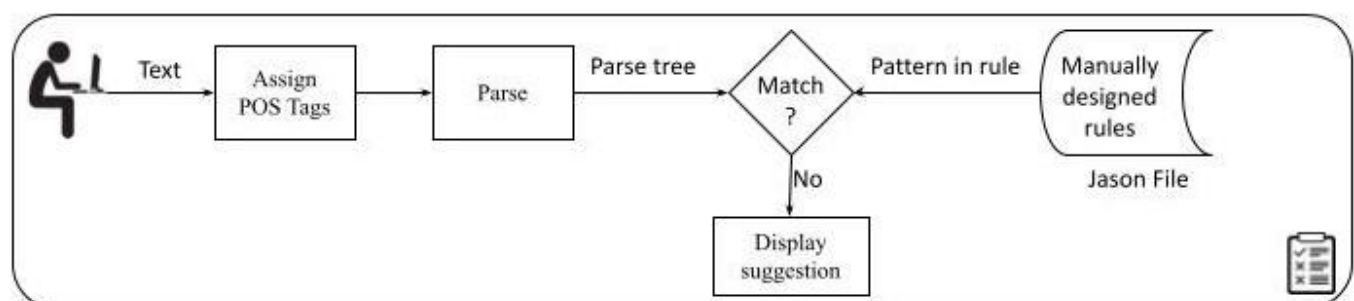 Text
Assign
POS Tags
Parse
Parse tree
Match
?
Pattern in rule
Manually
designed
rules
Jason File
No
Display
suggestion